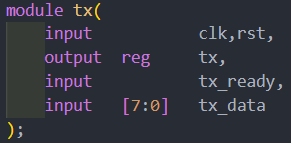 module tx(
input clk,rst,
output reg tx,
input tx_ready,
input [7:0] tx_data
);